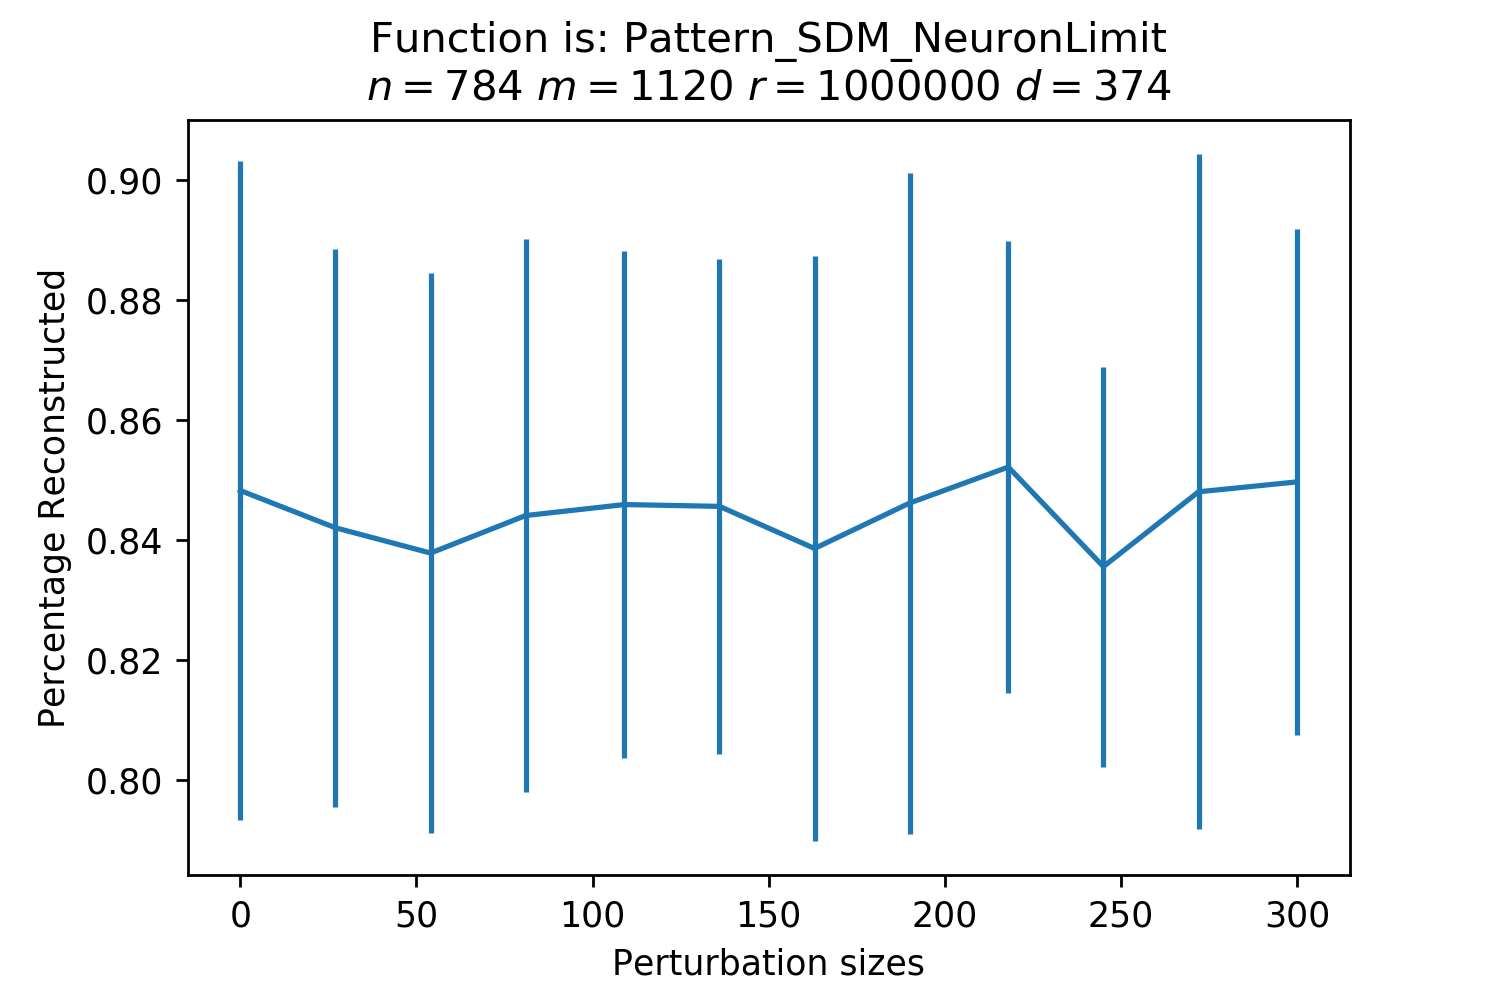 Function is: Pattern_SDM_NeuronLimit
n = 784 m = 1120 r = 1000000 d = 374
Percentage Reconstructed
0.90
0.88
0.86
0.84
0.82
0.80
0 50 100 150 200 250 300
Perturbation sizes